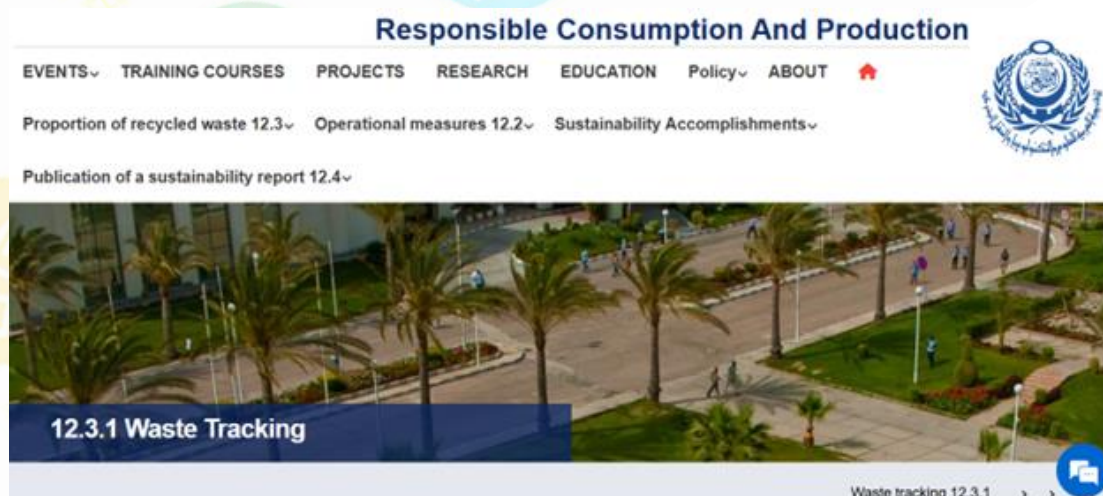 Responsible Consumption And Production
EVENTS TRAINING COURSES PROJECTS RESEARCH EDUCATION Policy ABOUT
Proportion of recycled waste 12.3 Operational measures 12.2 Sustainability Accomplishments
Publication of a sustainability report 12.4
12.3.1 Waste Tracking
Waste tracking 12.3.1